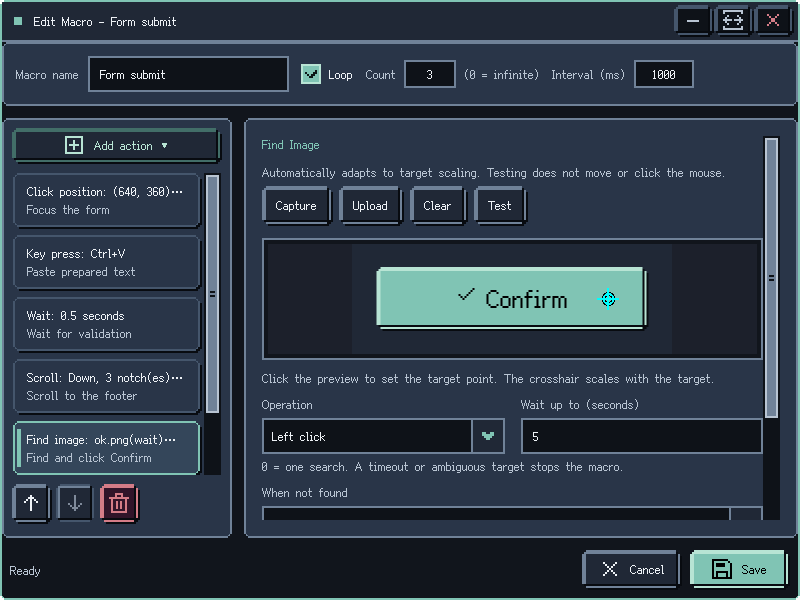 Edit Macro - Form submit
Macro name
Form submit
Loop
Count
3
(0 = infinite)
Interval (ms)
1000
Add action ▼
Click position: (640, 360)⋯
Focus the form
Key press: Ctrl+V
Paste prepared text
Wait: 0.5 seconds
Wait for validation
Scroll: Down, 3 notch(es)⋯
Scroll to the footer
Find image: ok.png(wait)⋯
Find and click Confirm
Find Image
Automatically adapts to target scaling. Testing does not move or click the mouse.
Capture
Upload
Clear
Test
Confirm
Click the preview to set the target point. The crosshair scales with the target.
Operation
Wait up to (seconds)
Left click
5
0 = one search. A timeout or ambiguous target stops the macro.
When not found
Ready
Cancel
Save